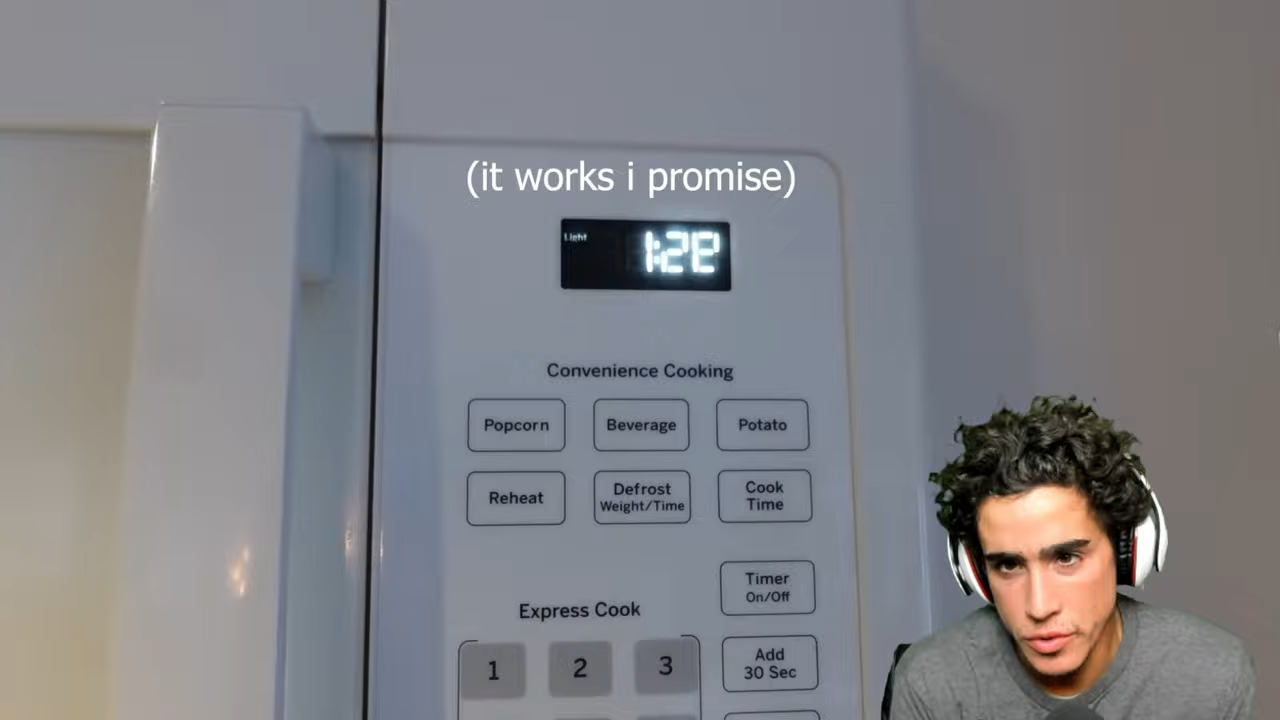 (it works i promise)
Light
1:2E
Convenience Cooking
Popcorn
Beverage
Potato
Reheat
Defrost
Weight/Time
Cook
Time
Timer
On/Off
Express Cook
1
2
3
Add
30 Sec